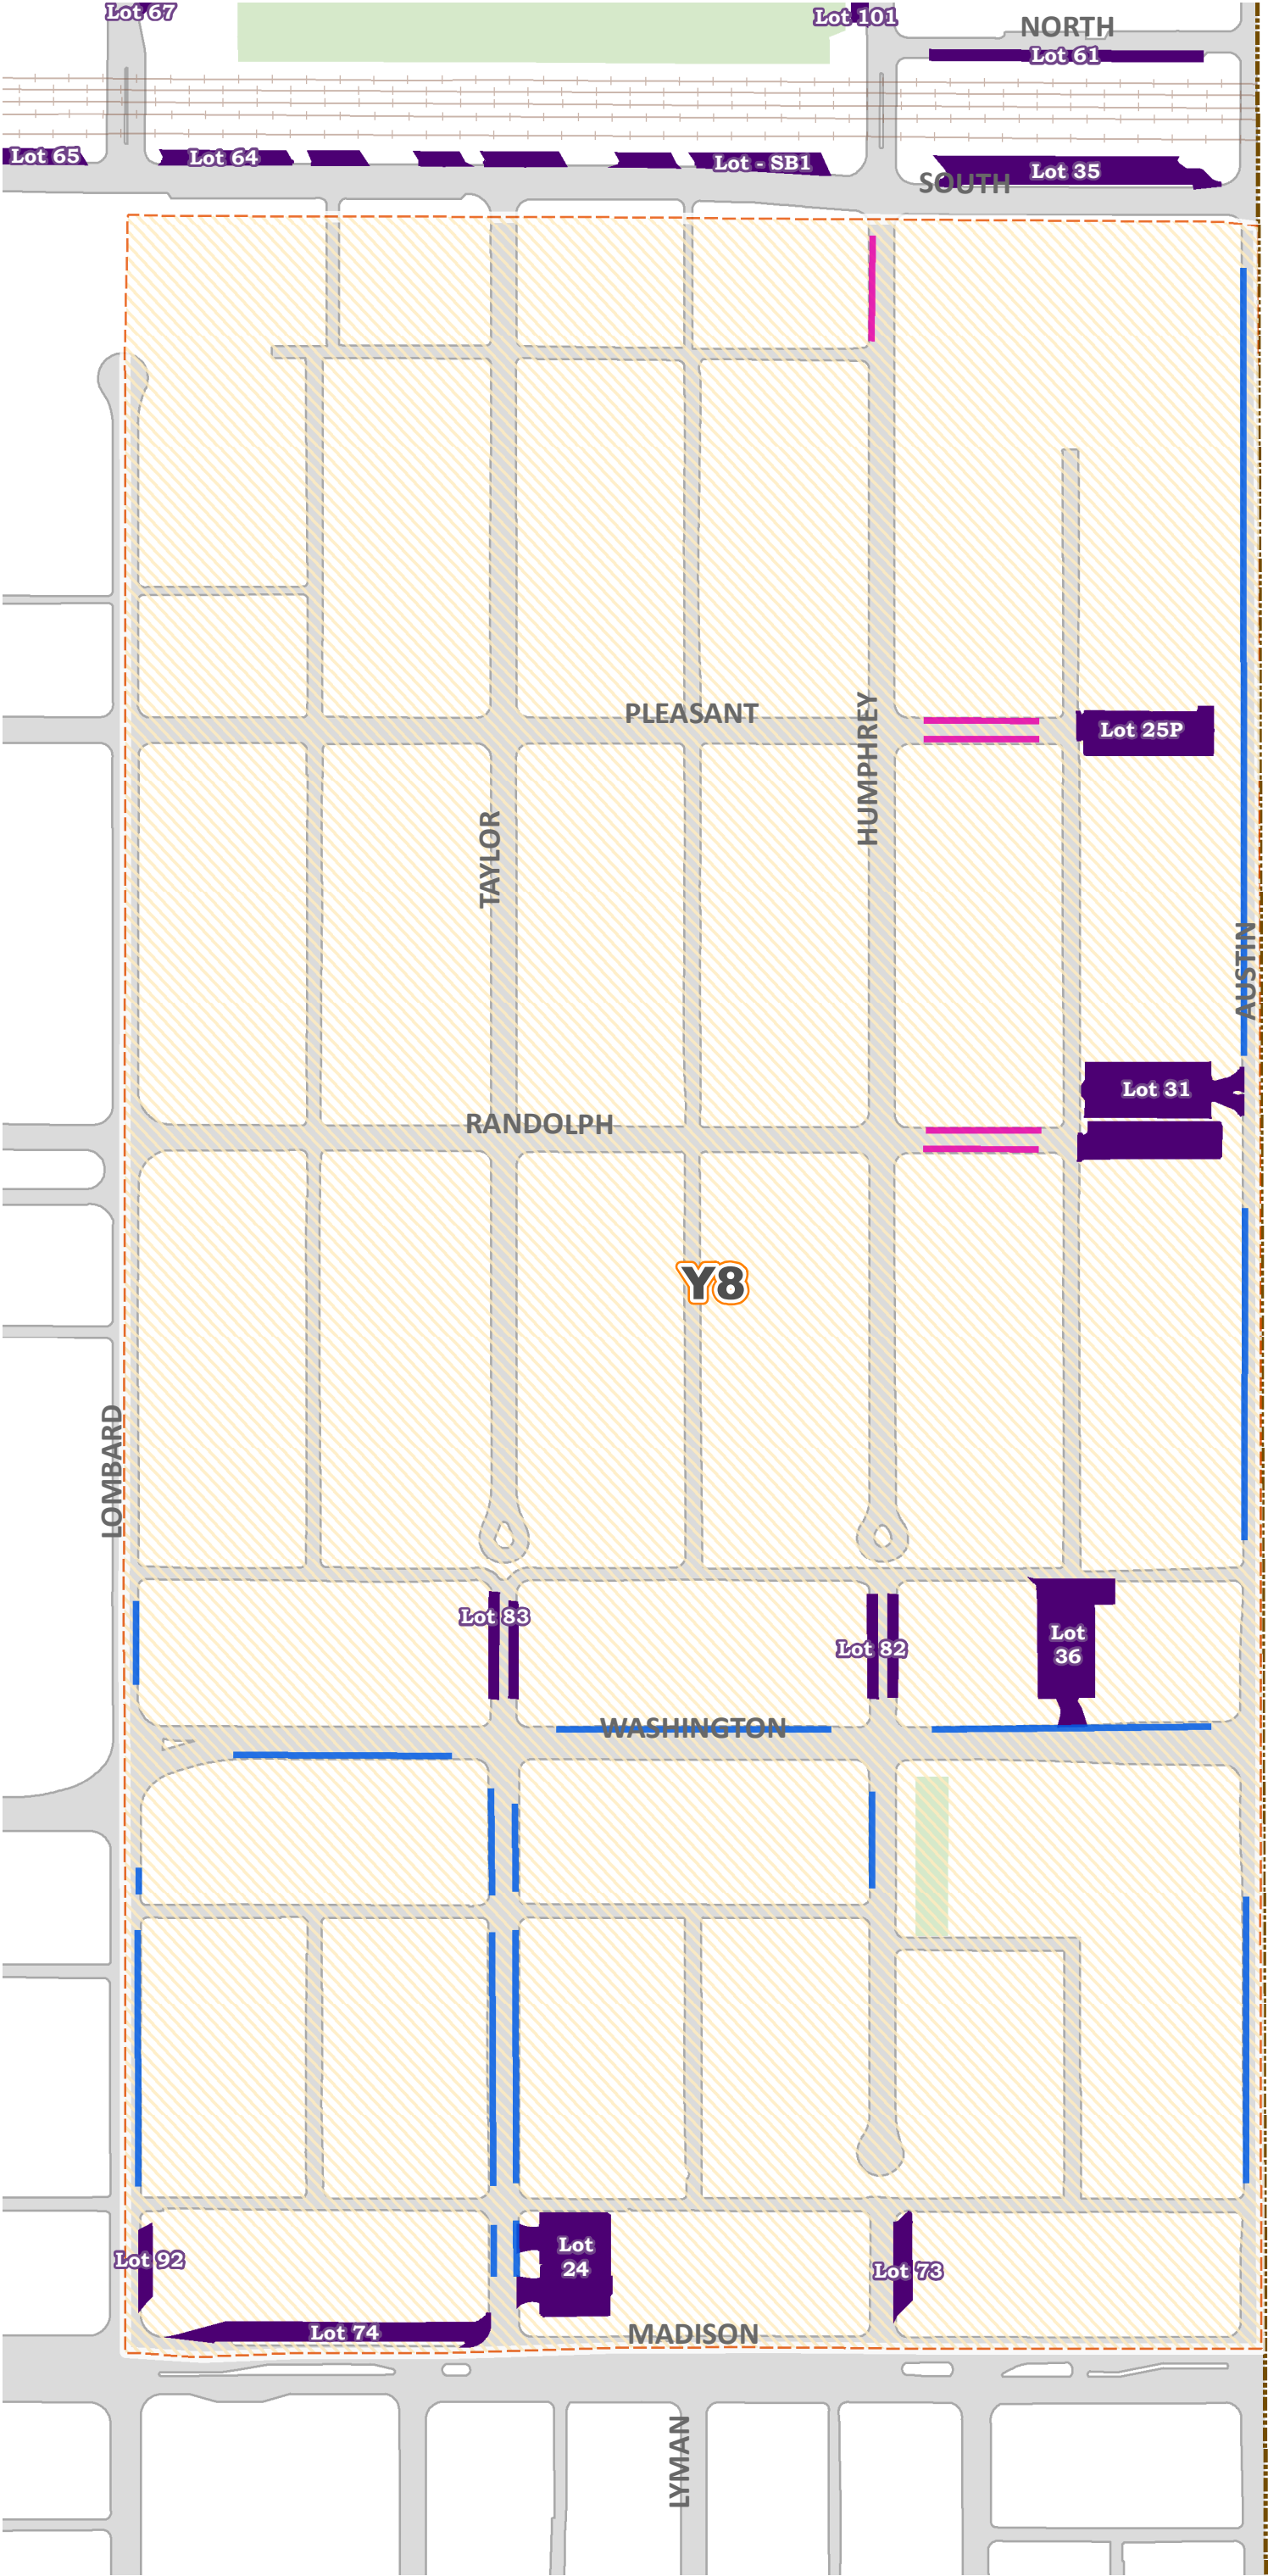 Lot 67
Lot 101
NORTH
Lot 61
Lot 65
Lot 64
Lot - SB1
Lot 35
SOUTH
PLEASANT
HUMPHREY
Lot 25P
TAYLOR
AUSTIN
Lot 31
RANDOLPH
Y8
LOMBARD
Lot 83
Lot 82
Lot
36
WASHINGTON
Lot 92
Lot
24
Lot 73
Lot 74
MADISON
LYMAN